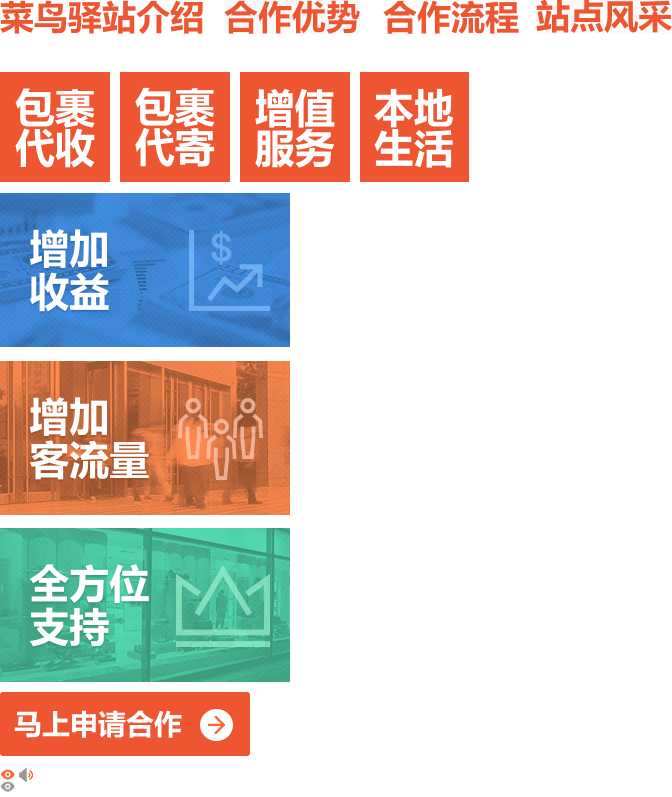 菜鸟驿站介绍 合作优势 合作流程 站点风采
包裹
代收
包裹
代寄
增值
服务
本地
生活
增加
收益
$
增加
客流量
全方位
支持
马上申请合作